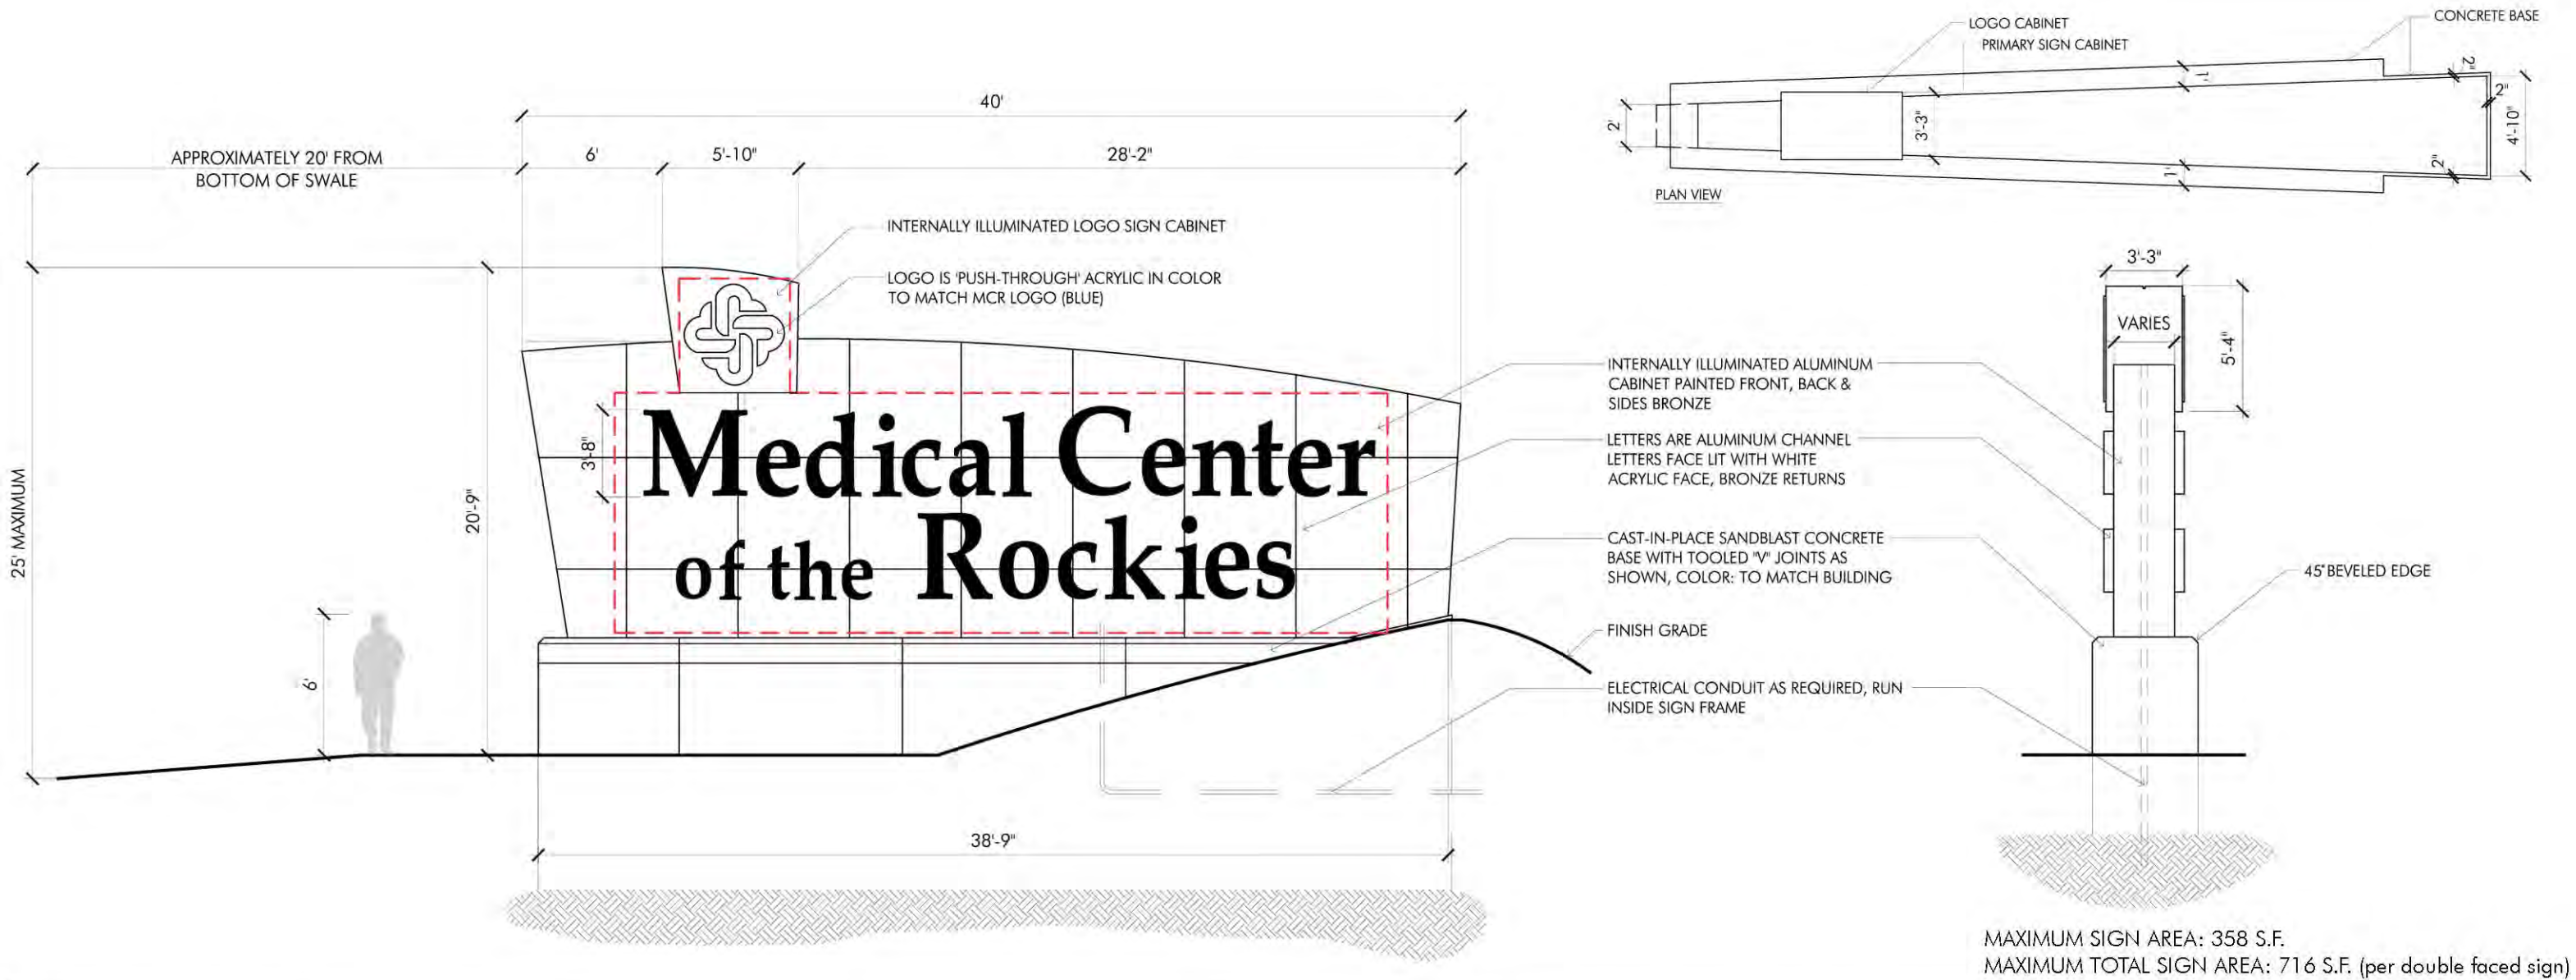 LOGO CABINET
PRIMARY SIGN CABINET
CONCRETE BASE
2"
1'
2"
2'
3'-3"
4'-10"
2"
1'
PLAN VIEW
40'
APPROXIMATELY 20' FROM
BOTTOM OF SWALE
6'
5'-10"
28'-2"
INTERNALLY ILLUMINATED LOGO SIGN CABINET
LOGO IS 'PUSH-THROUGH' ACRYLIC IN COLOR
TO MATCH MCR LOGO (BLUE)
25' MAXIMUM
20'-9"
6'
3'-8"
Medical Center
of the Rockies
38'-9"
INTERNALLY ILLUMINATED ALUMINUM
CABINET PAINTED FRONT, BACK &
SIDES BRONZE
LETTERS ARE ALUMINUM CHANNEL
LETTERS FACE LIT WITH WHITE
ACRYLIC FACE, BRONZE RETURNS
CAST-IN-PLACE SANDBLAST CONCRETE
BASE WITH TOOLED "V" JOINTS AS
SHOWN, COLOR: TO MATCH BUILDING
FINISH GRADE
ELECTRICAL CONDUIT AS REQUIRED, RUN
INSIDE SIGN FRAME
3'-3"
VARIES
5'-4"
45° BEVELED EDGE
MAXIMUM SIGN AREA: 358 S.F.
MAXIMUM TOTAL SIGN AREA: 716 S.F. (per double faced sign)